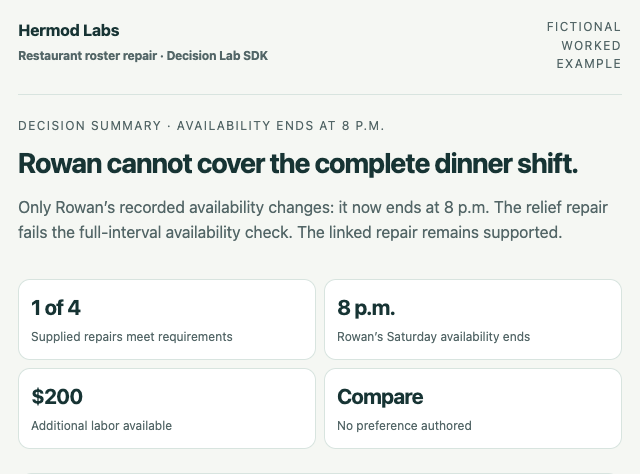 Hermod Labs
Restaurant roster repair · Decision Lab SDK
FICTIONAL
WORKED
EXAMPLE
DECISION SUMMARY · AVAILABILITY ENDS AT 8 P.M.
Rowan cannot cover the complete dinner shift.
Only Rowan’s recorded availability changes: it now ends at 8 p.m. The relief repair
fails the full-interval availability check. The linked repair remains supported.
1 of 4
Supplied repairs meet requirements
8 p.m.
Rowan’s Saturday availability ends
$200
Additional labor available
Compare
No preference authored